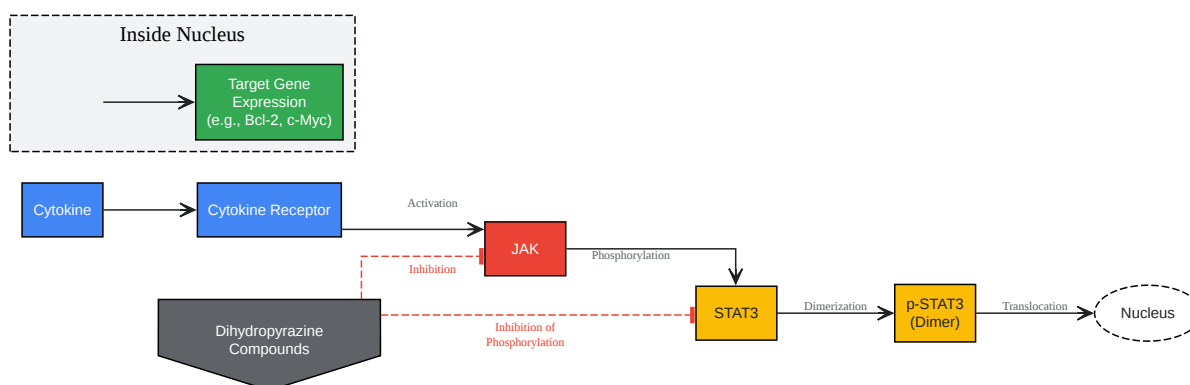 Inside Nucleus
Target Gene
Expression
(e.g., Bcl-2, c-Myc)
Cytokine
Cytokine Receptor
Activation
JAK
Phosphorylation
Inhibition
STAT3
Dimerization
p-STAT3
(Dimer)
Translocation
Nucleus
Dihydropyrazine
Compounds
Inhibition of
Phosphorylation